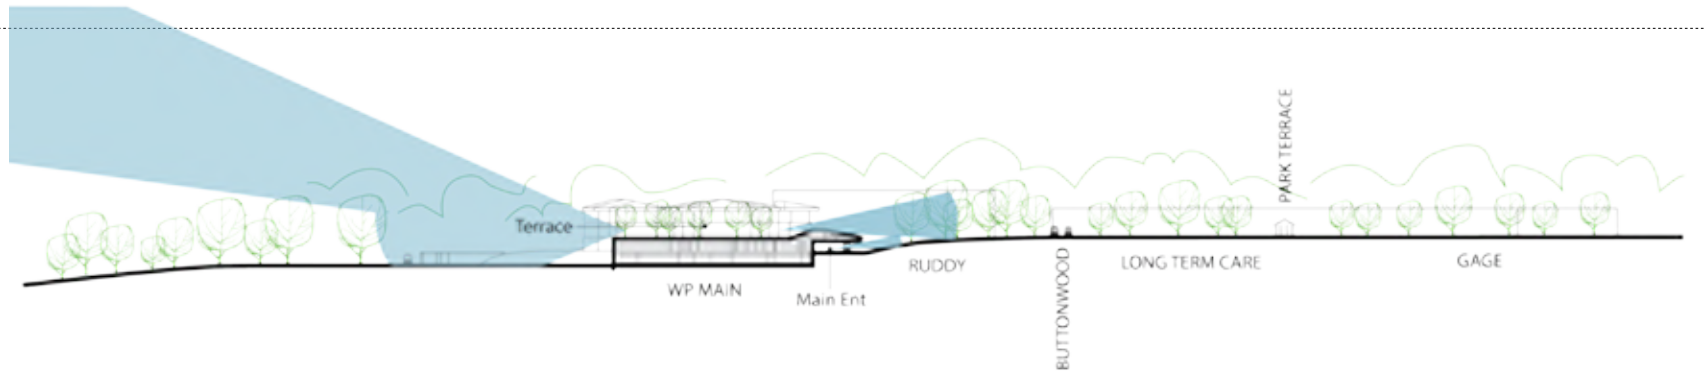 PARK TERRACE
Terrace
WP MAIN
Main Ent
RUDDY
BUTTONWOOD
LONG TERM CARE
GAGE